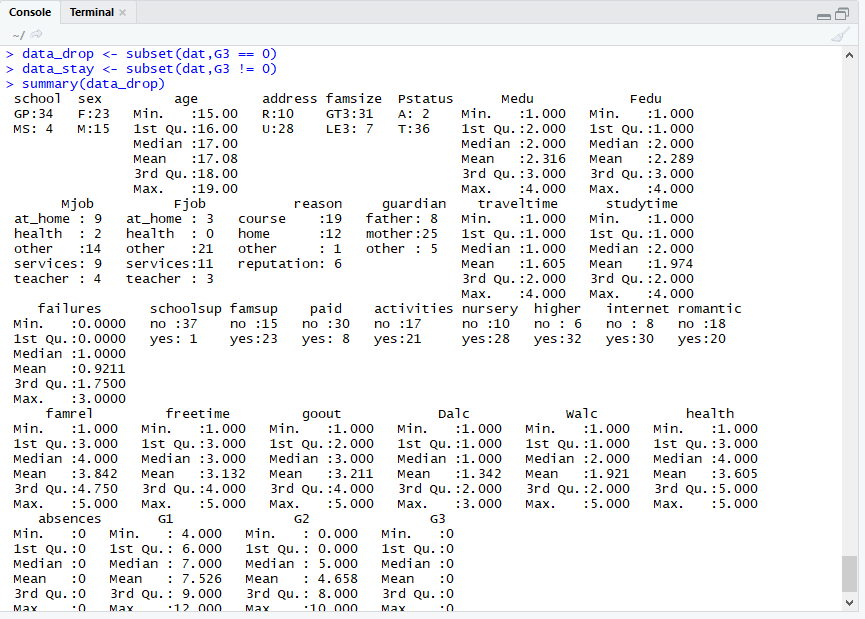 Console Terminal ×
~/
> data_drop <- subset(dat,G3 == 0)
> data_stay <- subset(dat,G3 != 0)
> summary(data_drop)
school sex age address famsize Pstatus Medu Fedu
GP:34 F:23 Min. :15.00 R:10 GT3:31 A: 2 Min. :1.000 Min. :1.000
MS: 4 M:15 1st Qu.:16.00 U:28 LE3: 7 T:36 1st Qu.:2.000 1st Qu.:1.000
Median :17.00 Median :2.000 Median :2.000
Mean :17.08 Mean :2.316 Mean :2.289
3rd Qu.:18.00 3rd Qu.:3.000 3rd Qu.:3.000
Max. :19.00 Max. :4.000 Max. :4.000
Mjob Fjob reason guardian traveltime studytime
at_home : 9 at_home : 3 course :19 father: 8 Min. :1.000 Min. :1.000
health : 2 health : 0 home :12 mother:25 1st Qu.:1.000 1st Qu.:1.000
other :14 other :21 other : 1 other : 5 Median :1.000 Median :2.000
services: 9 services:11 reputation: 6 Mean :1.605 Mean :1.974
teacher : 4 teacher : 3 3rd Qu.:2.000 3rd Qu.:2.000
Max. :4.000 Max. :4.000
failures schoolsup famsup paid activities nursery higher internet romantic
Min. :0.0000 no :37 no :15 no :30 no :17 no :10 no : 6 no : 8 no :18
1st Qu.:0.0000 yes: 1 yes:23 yes: 8 yes:21 yes:28 yes:32 yes:30 yes:20
Median :1.0000
Mean :0.9211
3rd Qu.:1.7500
Max. :3.0000
famrel freetime goout Dalc Walc health
Min. :1.000 Min. :1.000 Min. :1.000 Min. :1.000 Min. :1.000 Min. :1.000
1st Qu.:3.000 1st Qu.:3.000 1st Qu.:2.000 1st Qu.:1.000 1st Qu.:1.000 1st Qu.:3.000
Median :4.000 Median :3.000 Median :3.000 Median :1.000 Median :2.000 Median :4.000
Mean :3.842 Mean :3.132 Mean :3.211 Mean :1.342 Mean :1.921 Mean :3.605
3rd Qu.:4.750 3rd Qu.:4.000 3rd Qu.:4.000 3rd Qu.:2.000 3rd Qu.:2.000 3rd Qu.:5.000
Max. :5.000 Max. :5.000 Max. :5.000 Max. :3.000 Max. :5.000 Max. :5.000
absences G1 G2 G3
Min. :0 Min. : 4.000 Min. : 0.000 Min. :0
1st Qu.:0 1st Qu.: 6.000 1st Qu.: 0.000 1st Qu.:0
Median :0 Median : 7.000 Median : 5.000 Median :0
Mean :0 Mean : 7.526 Mean : 4.658 Mean :0
3rd Qu.:0 3rd Qu.: 9.000 3rd Qu.: 8.000 3rd Qu.:0
Max. :0 Max. :12.000 Max. :10.000 Max. :0